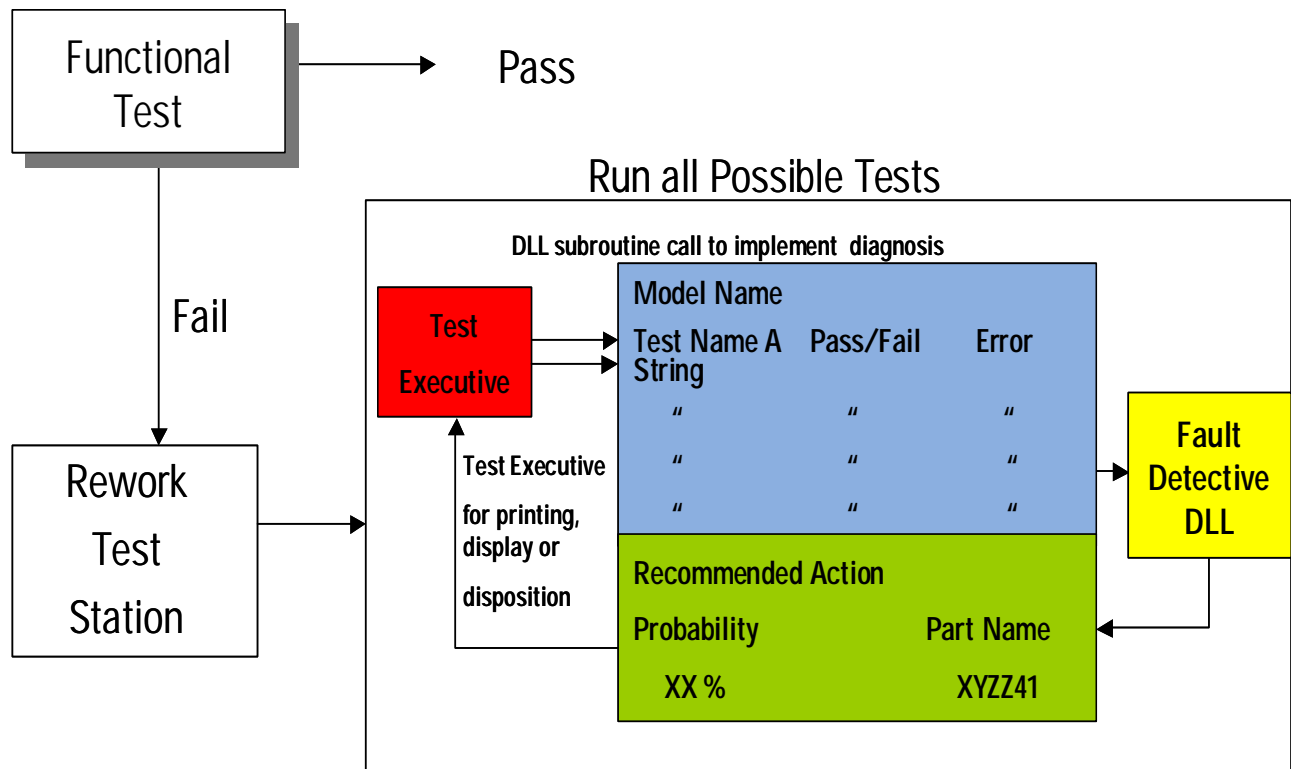 Functional
Test
Pass
Run all Possible Tests
DLL subroutine call to implement diagnosis
Fail
Test
Executive
Model Name
Test Name A Pass/Fail Error
String
" " "
" " "
" " "
Fault
Detective
DLL
Rework
Test
Station
Test Executive
for printing,
display or
disposition
Recommended Action
Probability Part Name
XX % XYZZ41